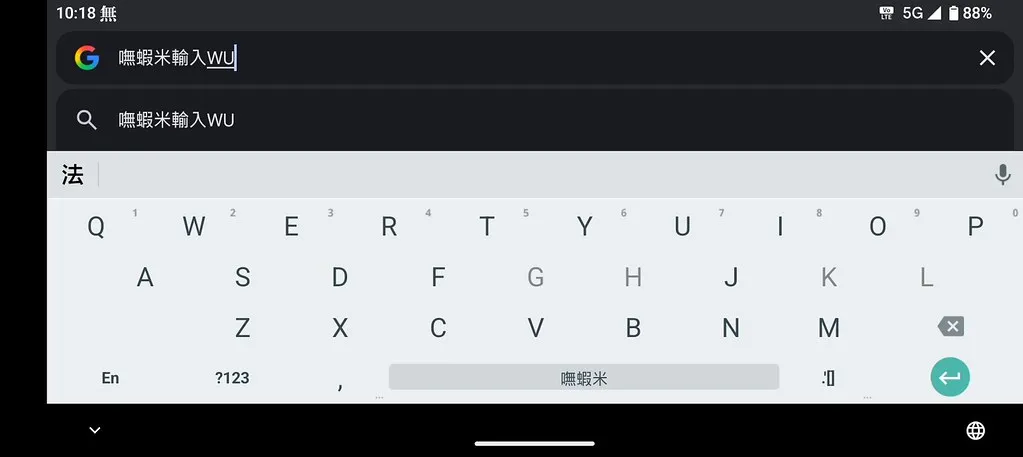 10:18 無 VoLTE 5G 88%
嘸蝦米輸入WU
嘸蝦米輸入WU
法
Q 1 W 2 E 3 R 4 T 5 Y 6 U 7 I 8 O 9 P 0
A S D F G H J K L
Z X C V B N M
En ?123 , ... 嘸蝦米 .'[] ...